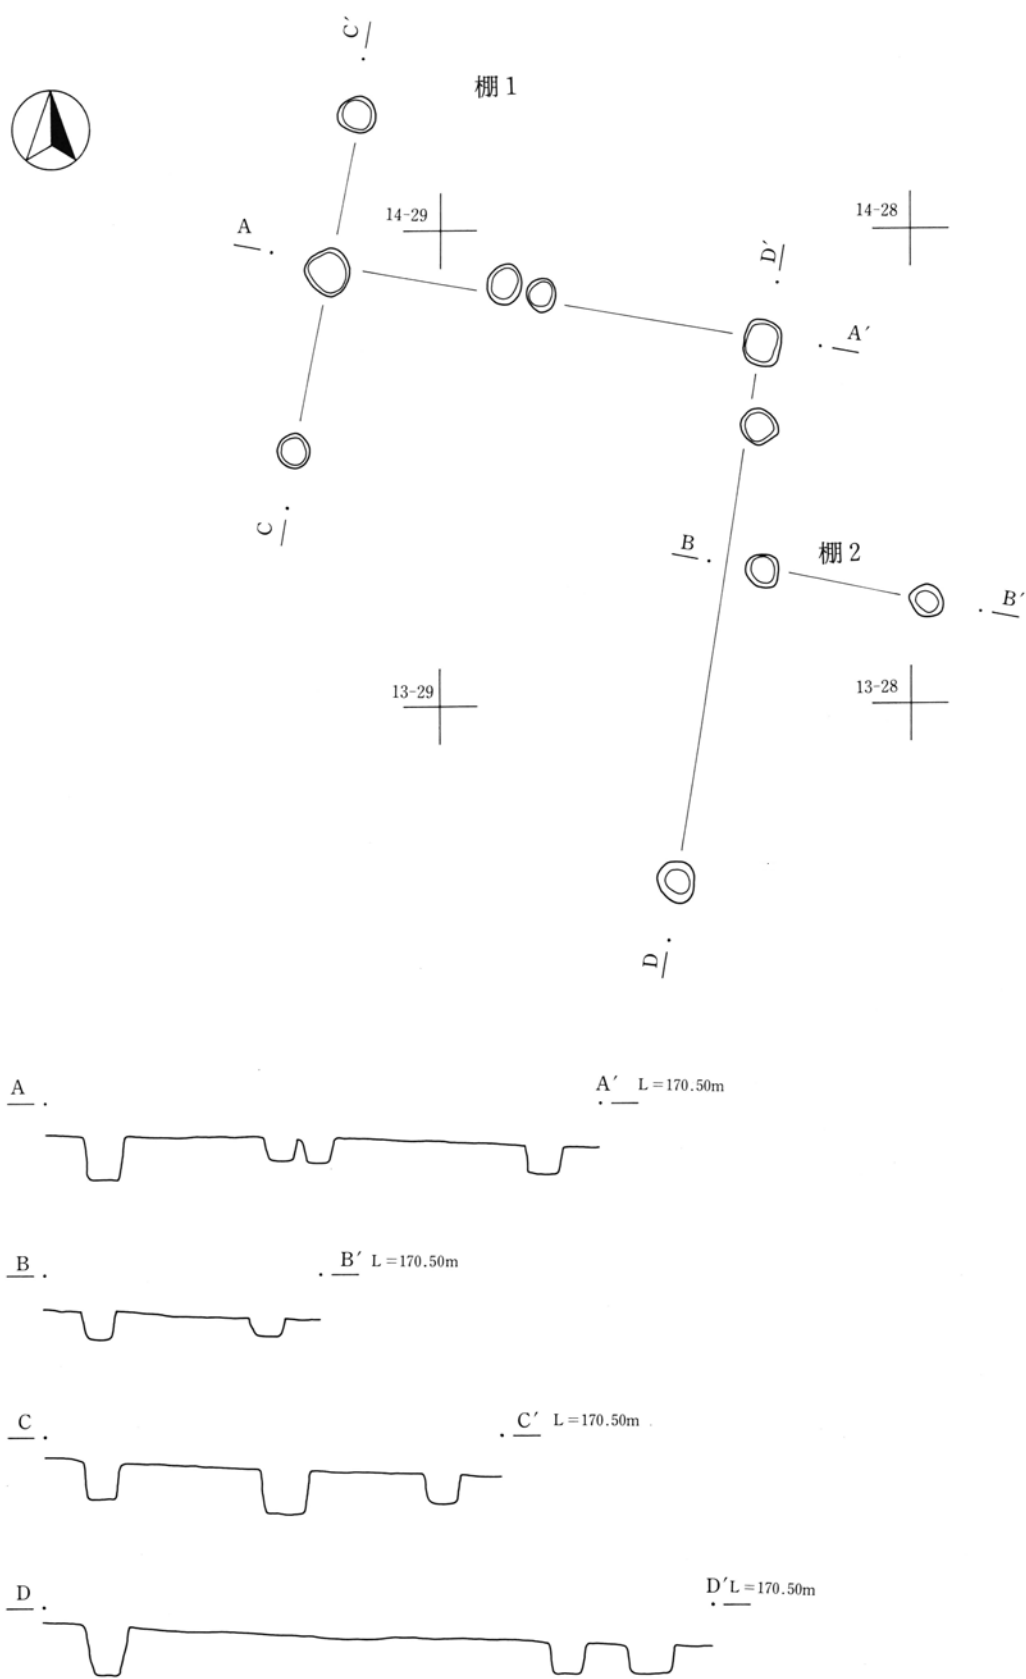 C′
棚1
14-29
14-28
A
D′
A′
C
B
棚2
B′
13-29
13-28
D
A
A′ L=170.50m
B
B′ L=170.50m
C
C′ L=170.50m
D
D′L=170.50m